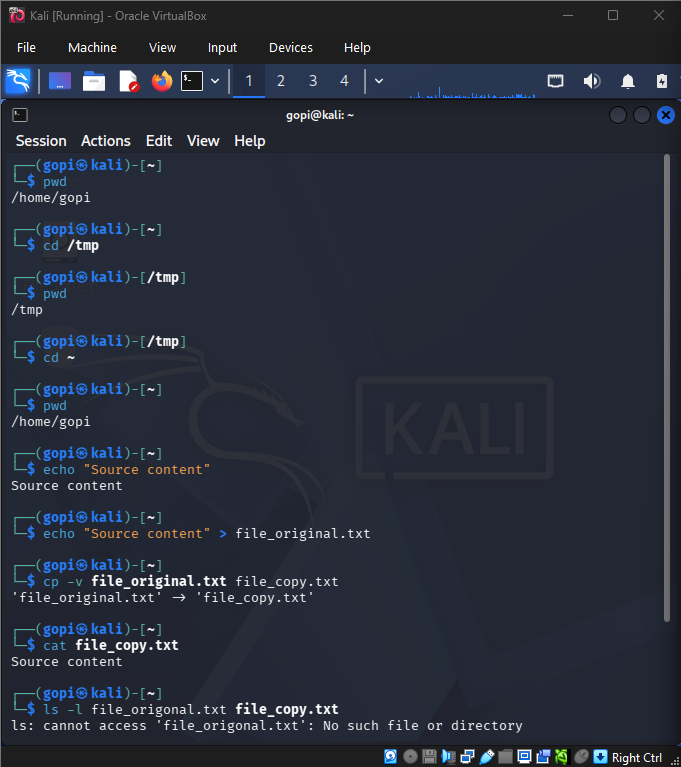 Kali [Running] - Oracle VirtualBox
File Machine View Input Devices Help
1 2 3 4
gopi@kali: ~
Session Actions Edit View Help
┌──(gopi㉿kali)-[~]
└─$ pwd
/home/gopi
┌──(gopi㉿kali)-[~]
└─$ cd /tmp
┌──(gopi㉿kali)-[/tmp]
└─$ pwd
/tmp
┌──(gopi㉿kali)-[/tmp]
└─$ cd ~
┌──(gopi㉿kali)-[~]
└─$ pwd
/home/gopi
┌──(gopi㉿kali)-[~]
└─$ echo "Source content"
Source content
┌──(gopi㉿kali)-[~]
└─$ echo "Source content" > file_original.txt
┌──(gopi㉿kali)-[~]
└─$ cp -v file_original.txt file_copy.txt
'file_original.txt' -> 'file_copy.txt'
┌──(gopi㉿kali)-[~]
└─$ cat file_copy.txt
Source content
┌──(gopi㉿kali)-[~]
└─$ ls -l file_origonal.txt file_copy.txt
ls: cannot access 'file_origonal.txt': No such file or directory
KALI
Right Ctrl